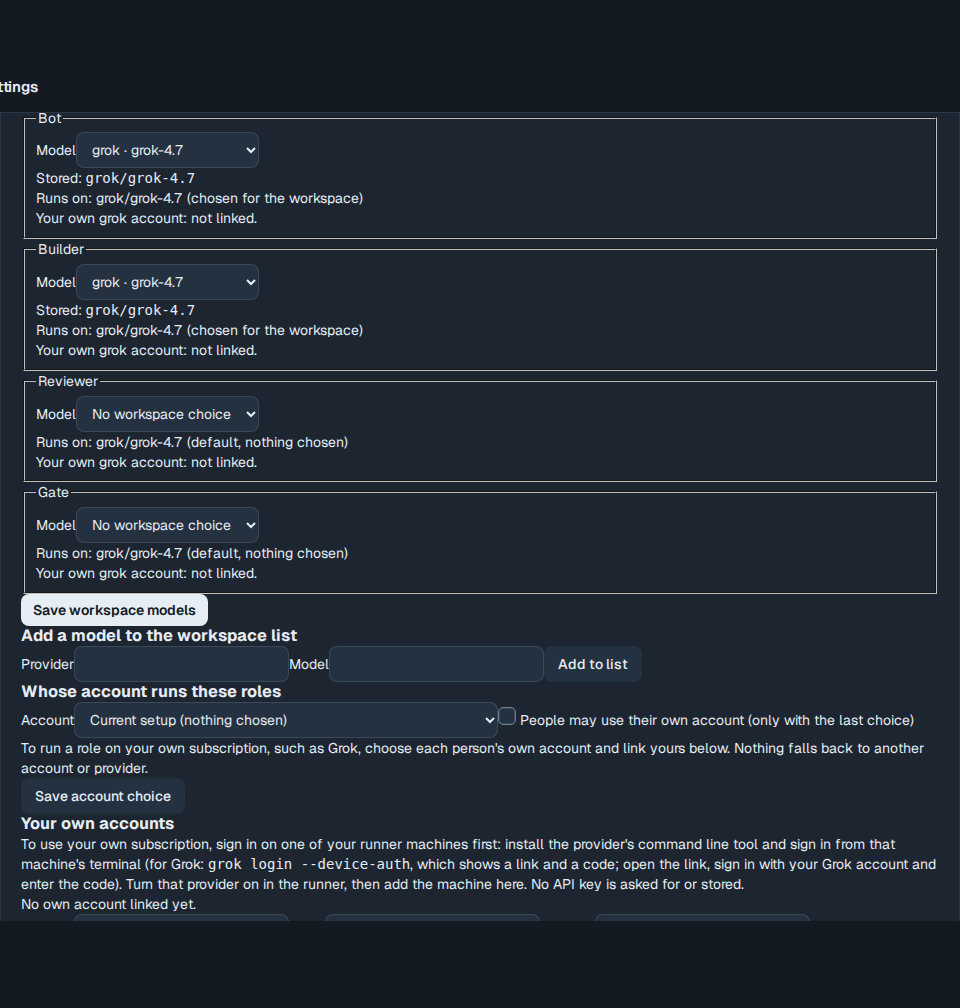 ttings
Bot
Model grok · grok-4.7
Stored: grok/grok-4.7
Runs on: grok/grok-4.7 (chosen for the workspace)
Your own grok account: not linked.
Builder
Model grok · grok-4.7
Stored: grok/grok-4.7
Runs on: grok/grok-4.7 (chosen for the workspace)
Your own grok account: not linked.
Reviewer
Model No workspace choice
Runs on: grok/grok-4.7 (default, nothing chosen)
Your own grok account: not linked.
Gate
Model No workspace choice
Runs on: grok/grok-4.7 (default, nothing chosen)
Your own grok account: not linked.
Save workspace models
Add a model to the workspace list
Provider Model Add to list
Whose account runs these roles
Account Current setup (nothing chosen) People may use their own account (only with the last choice)
To run a role on your own subscription, such as Grok, choose each person's own account and link yours below. Nothing falls back to another
account or provider.
Save account choice
Your own accounts
To use your own subscription, sign in on one of your runner machines first: install the provider's command line tool and sign in from that
machine's terminal (for Grok: grok login --device-auth, which shows a link and a code; open the link, sign in with your Grok account and
enter the code). Turn that provider on in the runner, then add the machine here. No API key is asked for or stored.
No own account linked yet.